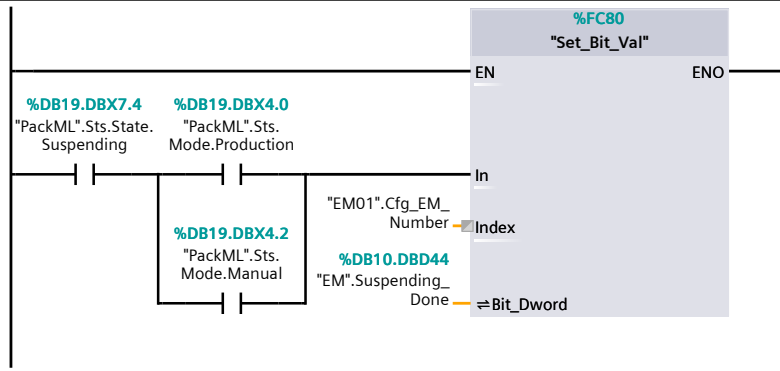 %FC80
"Set_Bit_Val"
EN
ENO
%DB19.DBX7.4
%DB19.DBX4.0
"PackML".Sts.State.
Suspending
"PackML".Sts.
Mode.Production
In
"EM01".Cfg_EM_
Number
Index
%DB19.DBX4.2
"PackML".Sts.
Mode.Manual
%DB10.DBD44
"EM".Suspending_
Done
⇌Bit_Dword